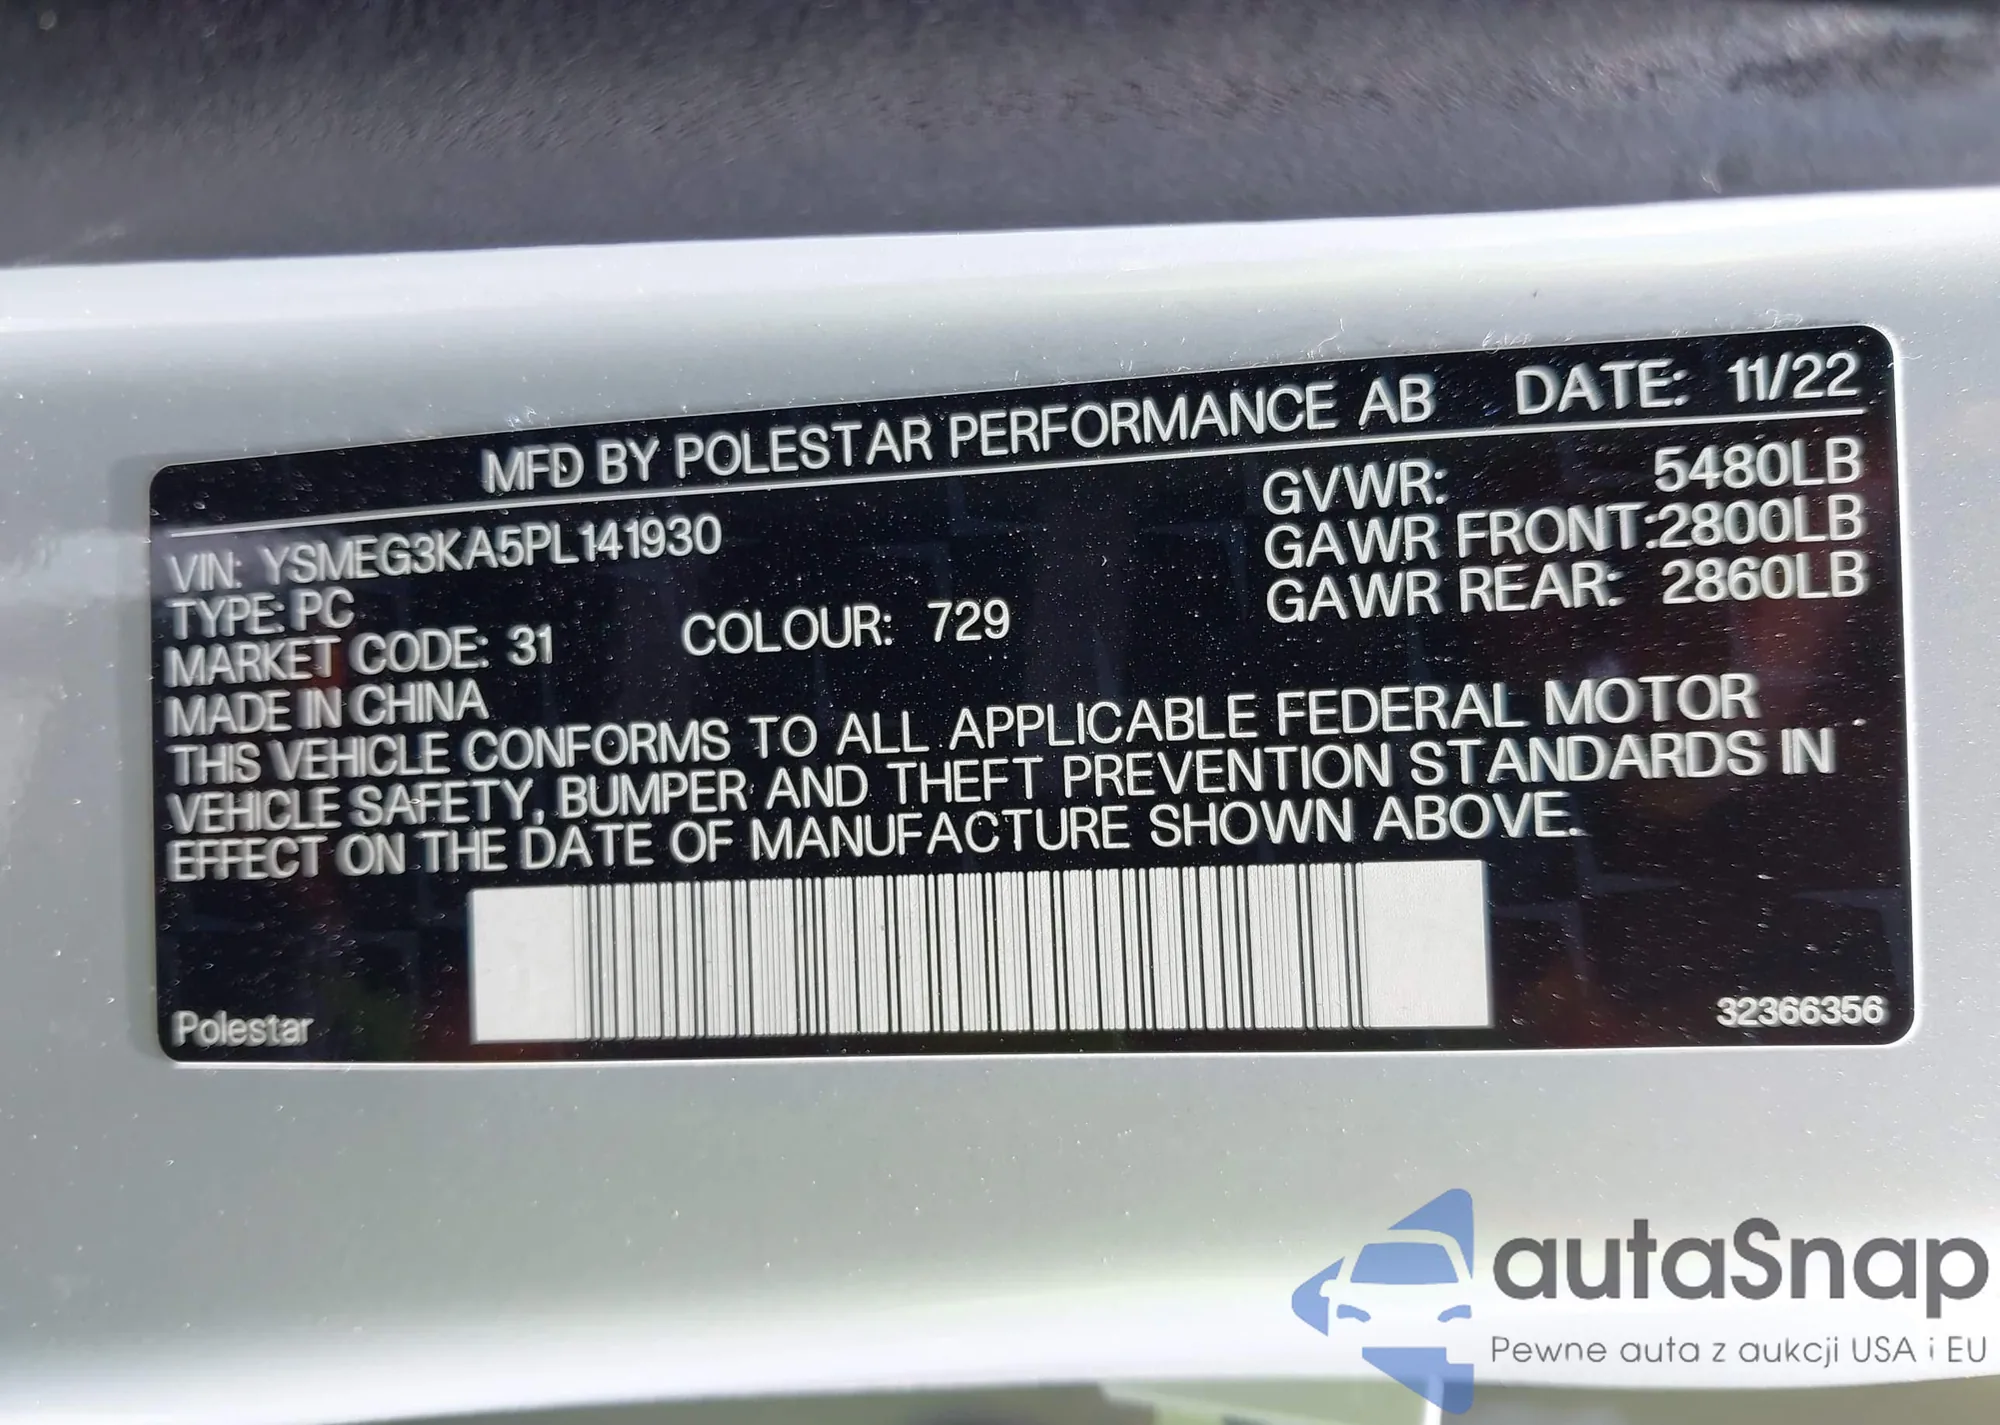 MFD BY POLESTAR PERFORMANCE AB DATE: 11/22
VIN: YSMEG3KA5PL141930
GVWR: 5480LB
GAWR FRONT:2800LB
GAWR REAR: 2860LB
TYPE: PC
MARKET CODE: 31 COLOUR: 729
MADE IN CHINA
THIS VEHICLE CONFORMS TO ALL APPLICABLE FEDERAL MOTOR
VEHICLE SAFETY, BUMPER AND THEFT PREVENTION STANDARDS IN
EFFECT ON THE DATE OF MANUFACTURE SHOWN ABOVE.
Polestar
32366356
autaSnap
Pewne auta z aukcji USA i EU